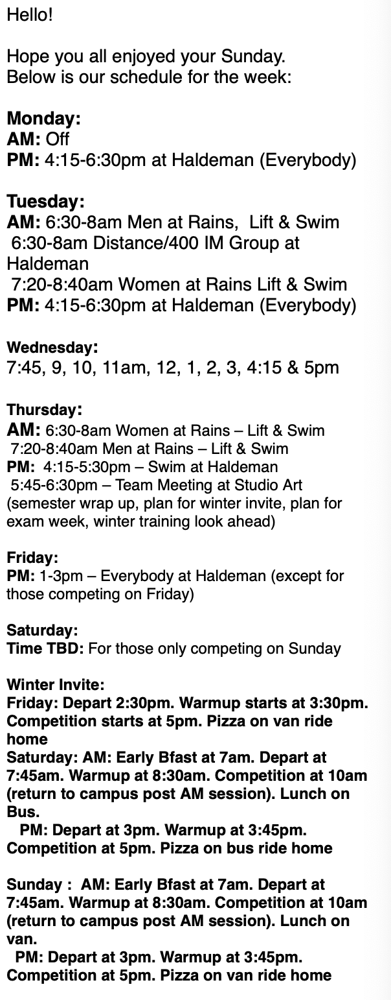 Hello!
Hope you all enjoyed your Sunday.
Below is our schedule for the week:
Monday:
AM: Off
PM: 4:15-6:30pm at Haldeman (Everybody)
Tuesday:
AM: 6:30-8am Men at Rains,  Lift & Swim
6:30-8am Distance/400 IM Group at
Haldeman
7:20-8:40am Women at Rains Lift & Swim
PM: 4:15-6:30pm at Haldeman (Everybody)
Wednesday:
7:45, 9, 10, 11am, 12, 1, 2, 3, 4:15 & 5pm
Thursday:
AM: 6:30-8am Women at Rains – Lift & Swim
7:20-8:40am Men at Rains – Lift & Swim
PM:  4:15-5:30pm – Swim at Haldeman
5:45-6:30pm – Team Meeting at Studio Art
(semester wrap up, plan for winter invite, plan for
exam week, winter training look ahead)
Friday:
PM: 1-3pm – Everybody at Haldeman (except for
those competing on Friday)
Saturday:
Time TBD: For those only competing on Sunday
Winter Invite:
Friday: Depart 2:30pm. Warmup starts at 3:30pm.
Competition starts at 5pm. Pizza on van ride
home
Saturday: AM: Early Bfast at 7am. Depart at
7:45am. Warmup at 8:30am. Competition at 10am
(return to campus post AM session). Lunch on
Bus.
PM: Depart at 3pm. Warmup at 3:45pm.
Competition at 5pm. Pizza on bus ride home
Sunday :  AM: Early Bfast at 7am. Depart at
7:45am. Warmup at 8:30am. Competition at 10am
(return to campus post AM session). Lunch on
van.
PM: Depart at 3pm. Warmup at 3:45pm.
Competition at 5pm. Pizza on van ride home